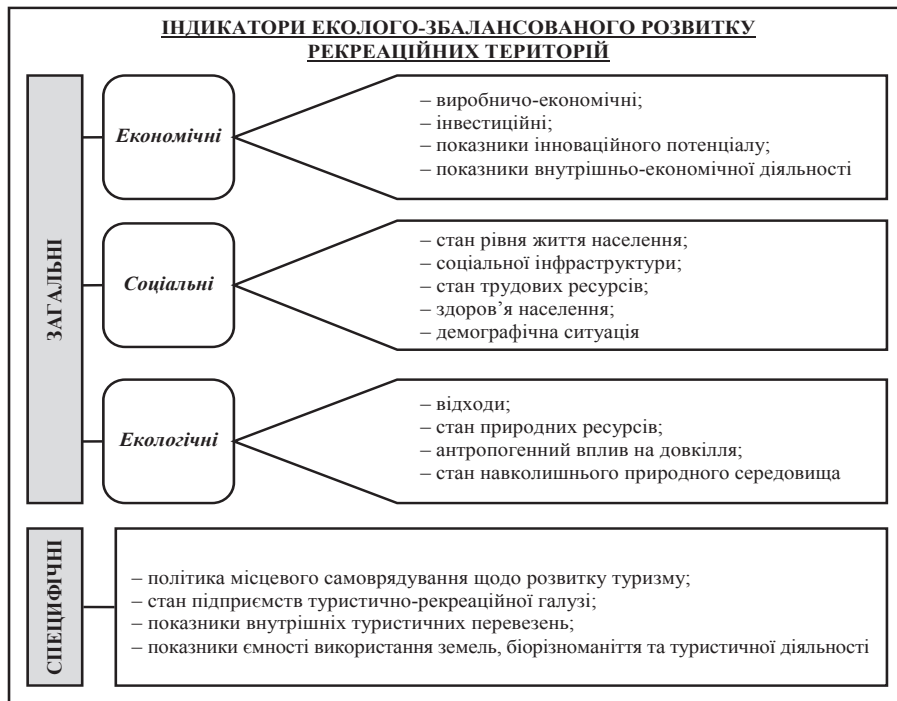 ІНДИКАТОРИ ЕКОЛОГО-ЗБАЛАНСОВАНОГО РОЗВИТКУ
РЕКРЕАЦІЙНИХ ТЕРИТОРІЙ
ЗАГАЛЬНІ
Економічні
– виробничо-економічні;
– інвестиційні;
– показники інноваційного потенціалу;
– показники внутрішньо-економічної діяльності
Соціальні
– стан рівня життя населення;
– соціальної інфраструктури;
– стан трудових ресурсів;
– здоров’я населення;
– демографічна ситуація
Екологічні
– відходи;
– стан природних ресурсів;
– антропогенний вплив на довкілля;
– стан навколишнього природного середовища
СПЕЦИФІЧНІ
– політика місцевого самоврядування щодо розвитку туризму;
– стан підприємств туристично-рекреаційної галузі;
– показники внутрішніх туристичних перевезень;
– показники ємності використання земель, біорізноманіття та туристичної діяльності